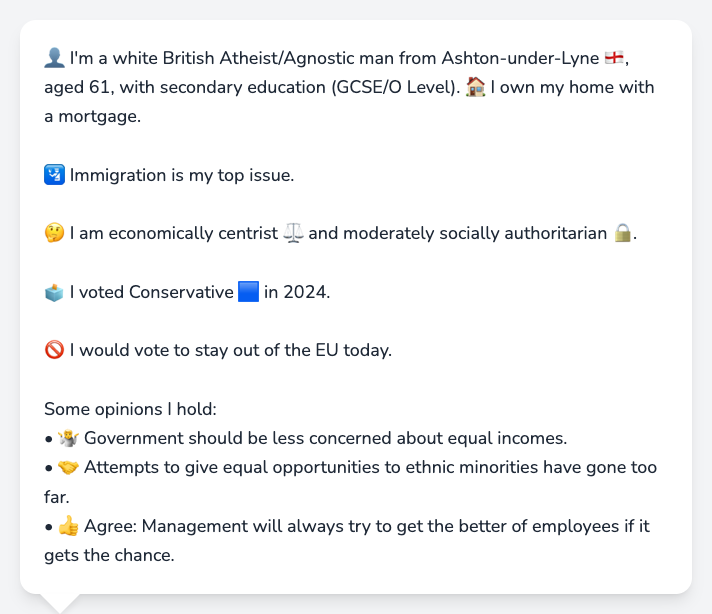 👤 I'm a white British Atheist/Agnostic man from Ashton-under-Lyne 🏴󠁧󠁢󠁥󠁮󠁧󠁿,
aged 61, with secondary education (GCSE/O Level). 🏠 I own my home with
a mortgage.
🛂 Immigration is my top issue.
🤔 I am economically centrist ⚖️ and moderately socially authoritarian 🔒.
🗳️ I voted Conservative 🟦 in 2024.
🚫 I would vote to stay out of the EU today.
Some opinions I hold:
• 🤷 Government should be less concerned about equal incomes.
• 🤝 Attempts to give equal opportunities to ethnic minorities have gone too
far.
• 👍 Agree: Management will always try to get the better of employees if it
gets the chance.